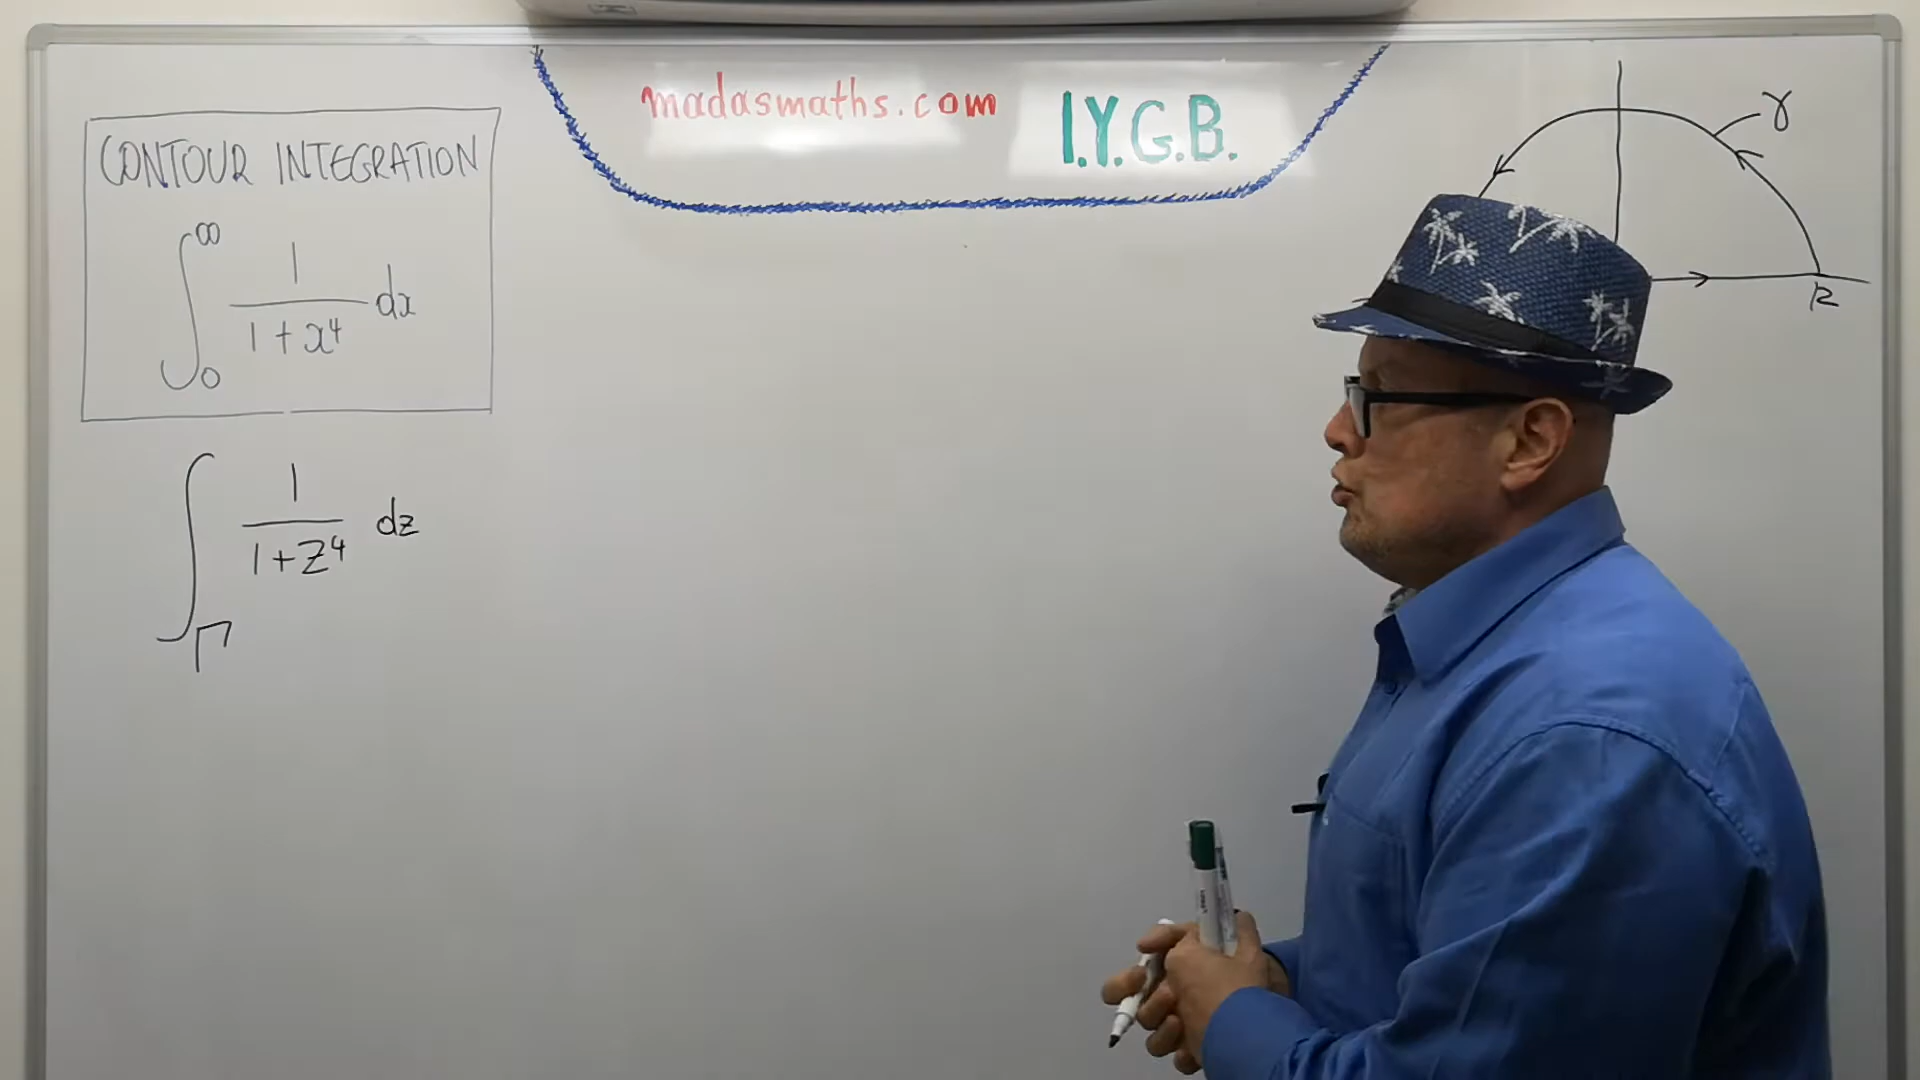 madasmaths.com
I.Y.G.B.
CONTOUR INTEGRATION
∫₀^∞ 1/(1+x⁴) dx
∫_Γ 1/(1+z⁴) dz
γ
R